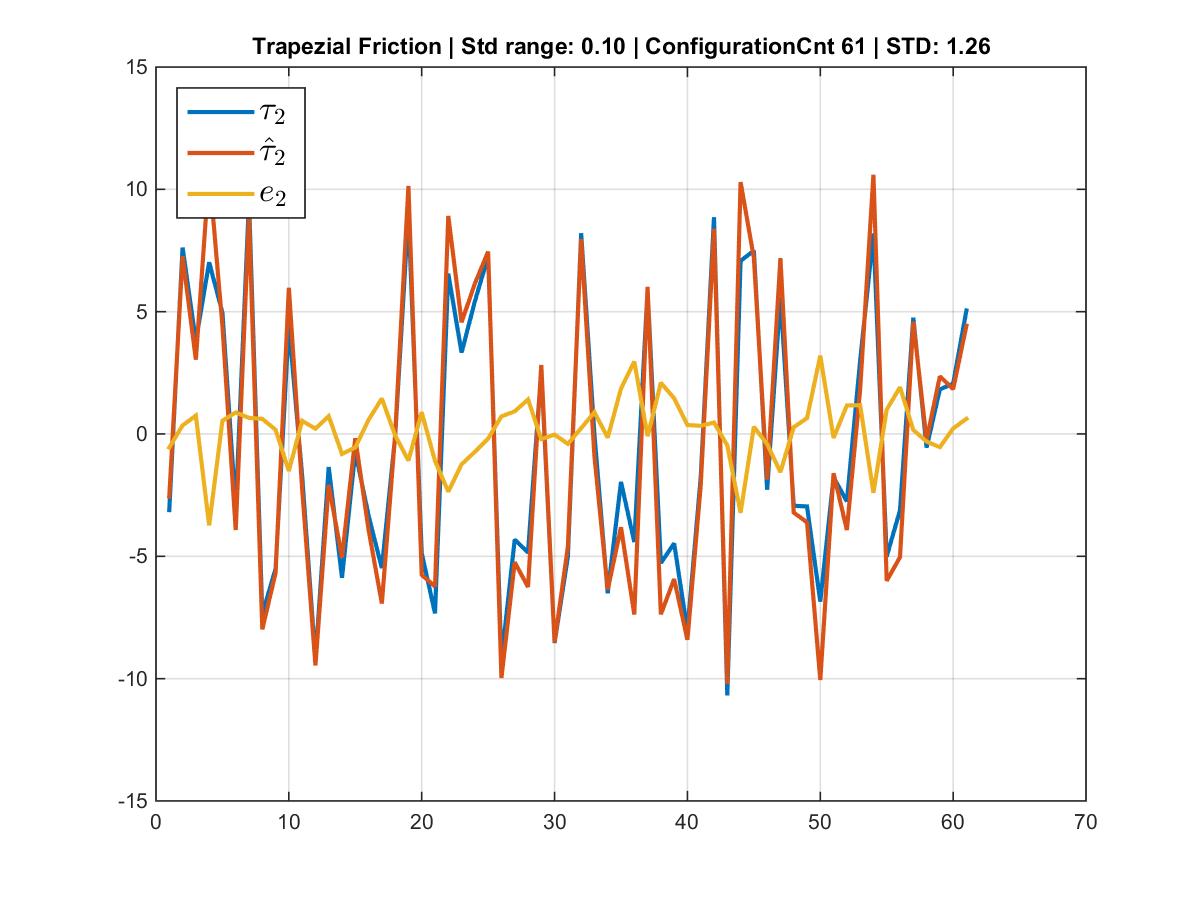 Trapezial Friction | Std range: 0.10 | ConfigurationCnt 61 | STD: 1.26
15
10
5
0
-5
-10
-15
τ₂
τ̂₂
e₂
0 10 20 30 40 50 60 70